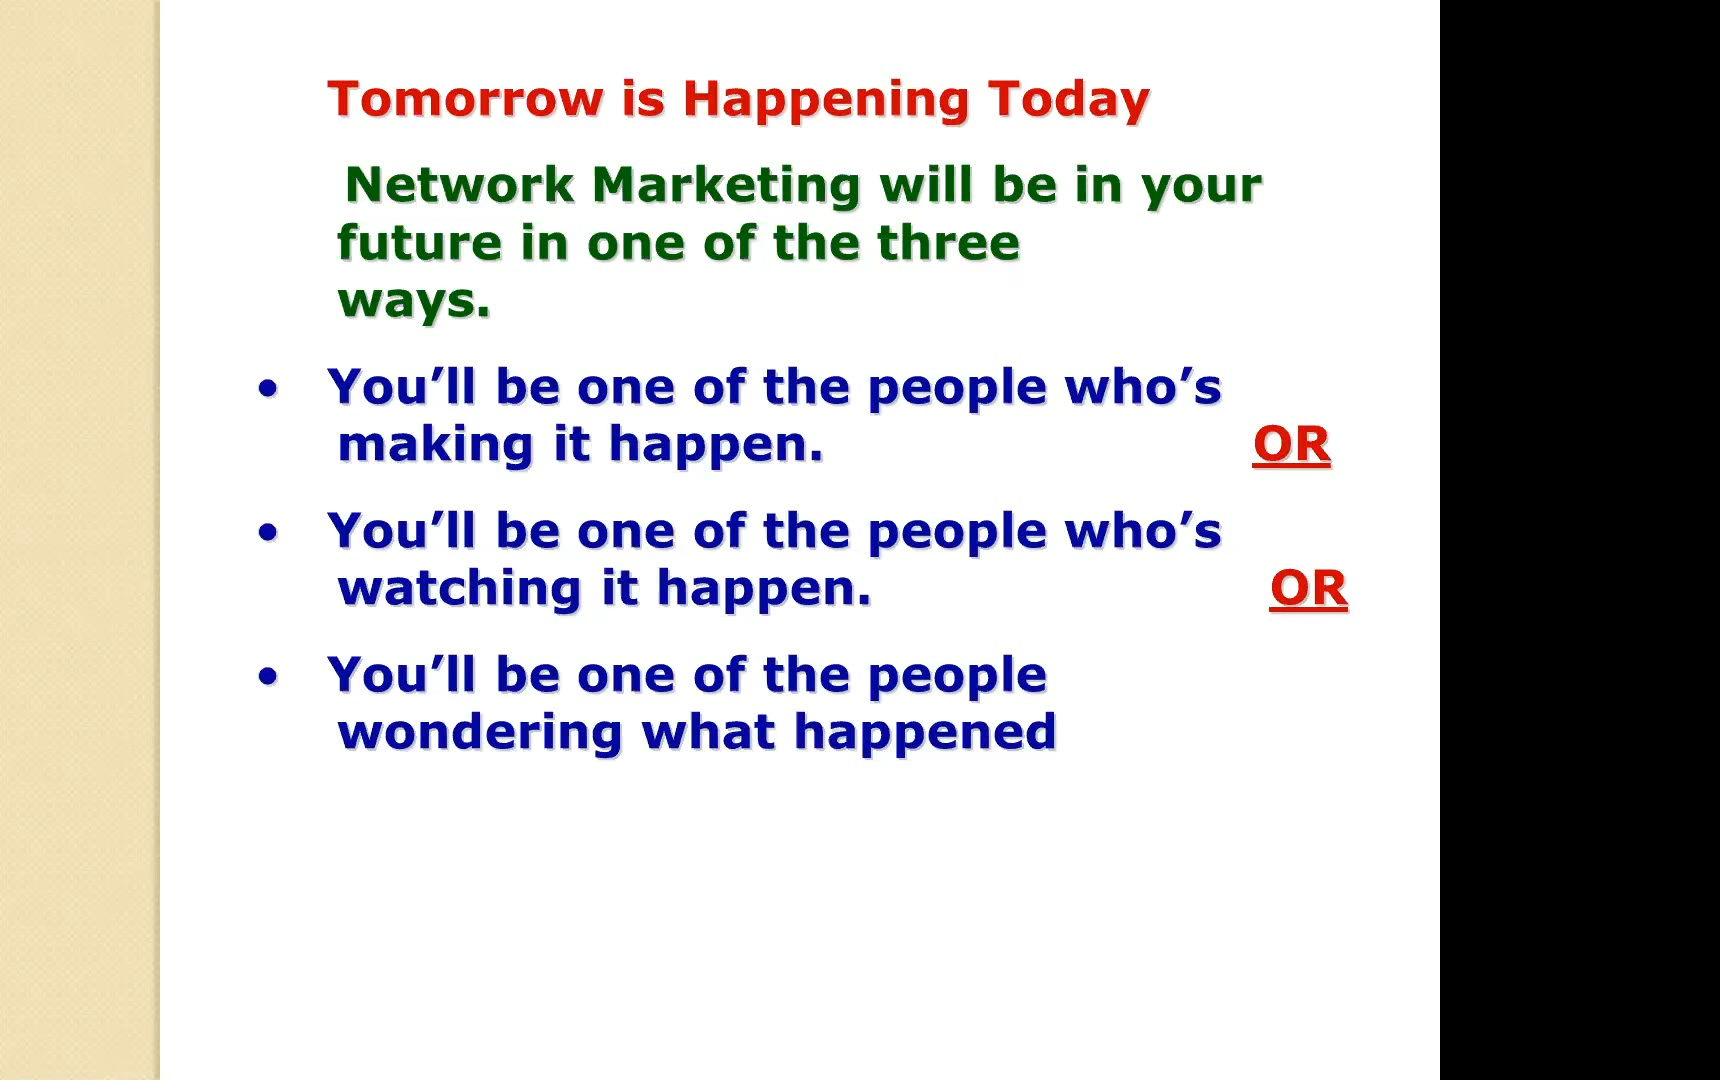 Tomorrow is Happening Today
Network Marketing will be in your
future in one of the three
ways.
• You’ll be one of the people who’s
making it happen. OR
• You’ll be one of the people who’s
watching it happen. OR
• You’ll be one of the people
wondering what happened